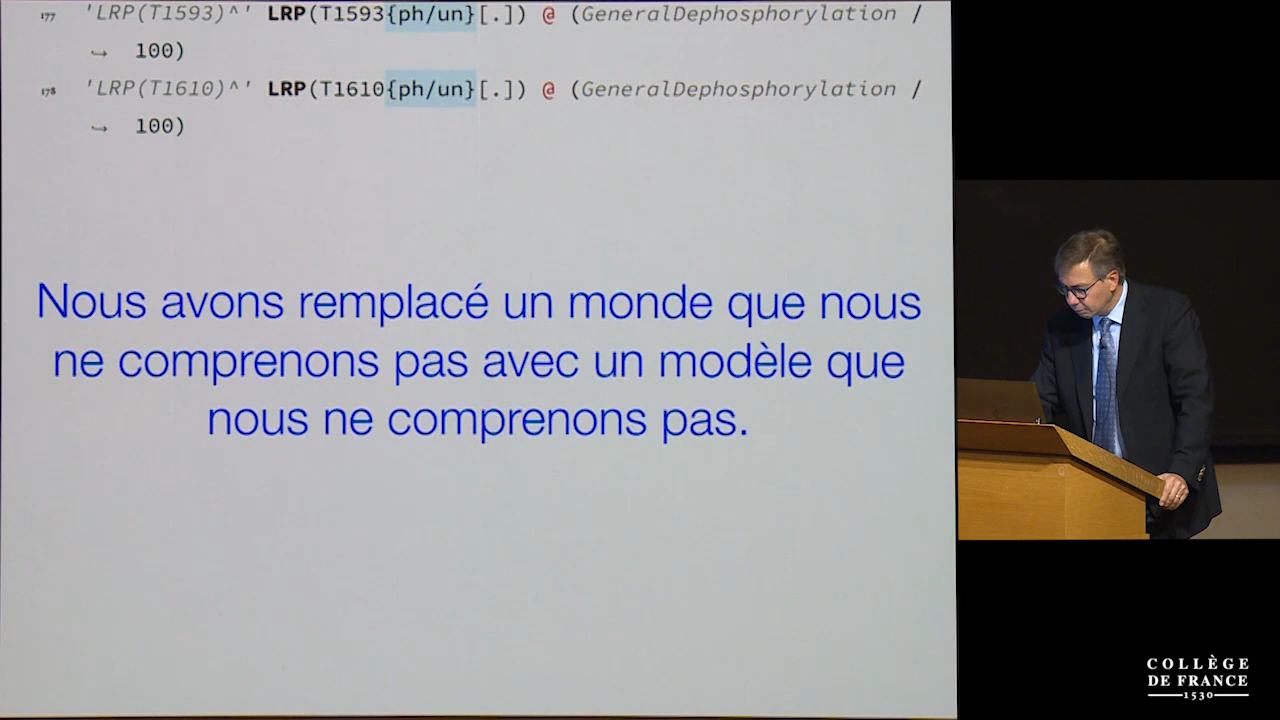 177 'LRP(T1593)^' LRP(T1593{ph/un}[.]) @ (GeneralDephosphorylation /
↪ 100)
178 'LRP(T1610)^' LRP(T1610{ph/un}[.]) @ (GeneralDephosphorylation /
↪ 100)
Nous avons remplacé un monde que nous
ne comprenons pas avec un modèle que
nous ne comprenons pas.
COLLÈGE
DE FRANCE
1530